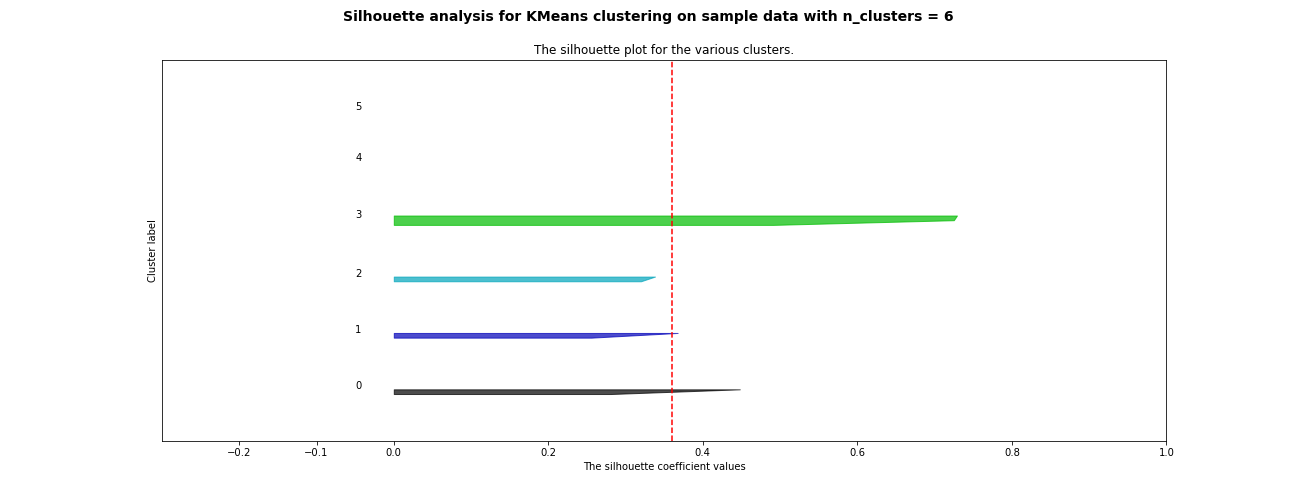 Silhouette analysis for KMeans clustering on sample data with n_clusters = 6
The silhouette plot for the various clusters.
5
4
3
2
1
0
Cluster label
−0.2 −0.1 0.0 0.2 0.4 0.6 0.8 1.0
The silhouette coefficient values